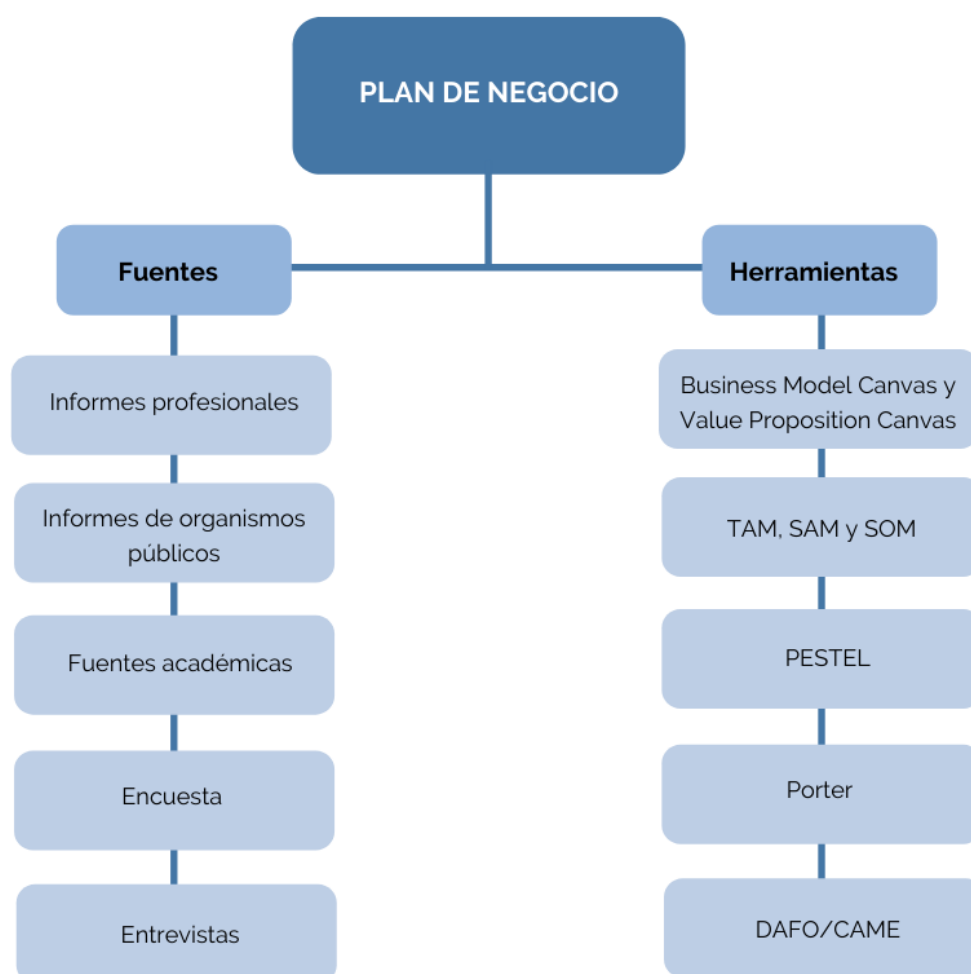 PLAN DE NEGOCIO
Fuentes
Herramientas
Informes profesionales
Business Model Canvas y
Value Proposition Canvas
Informes de organismos
públicos
TAM, SAM y SOM
Fuentes académicas
PESTEL
Encuesta
Porter
Entrevistas
DAFO/CAME